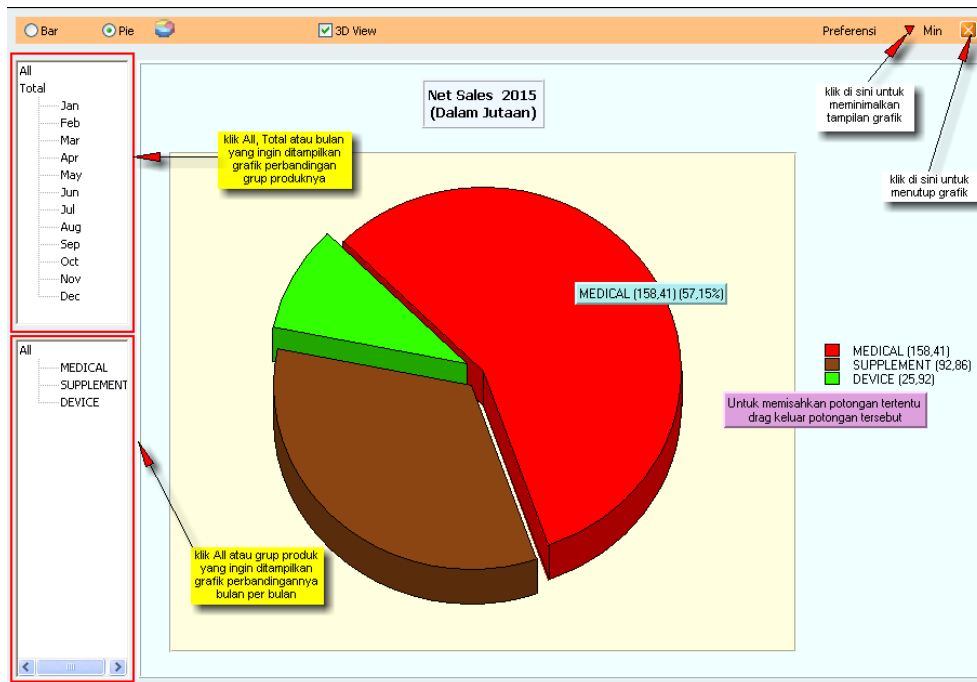 Bar
Pie
3D View
Preferensi
Min
All
Total
Jan
Feb
Mar
Apr
May
Jun
Jul
Aug
Sep
Oct
Nov
Dec
klik All, Total atau bulan
yang ingin ditampilkan
grafik perbandingan
grup produknya
Net Sales 2015
(Dalam Jutaan)
klik di sini untuk
meminimalkan
tampilan grafik
klik di sini untuk
menutup grafik
MEDICAL (158,41) (57,15%)
MEDICAL (158,41)
SUPPLEMENT (92,86)
DEVICE (25,92)
Untuk memisahkan potongan tertentu
drag keluar potongan tersebut
All
MEDICAL
SUPPLEMENT
DEVICE
klik All atau grup produk
yang ingin ditampilkan
grafik perbandingannya
bulan per bulan